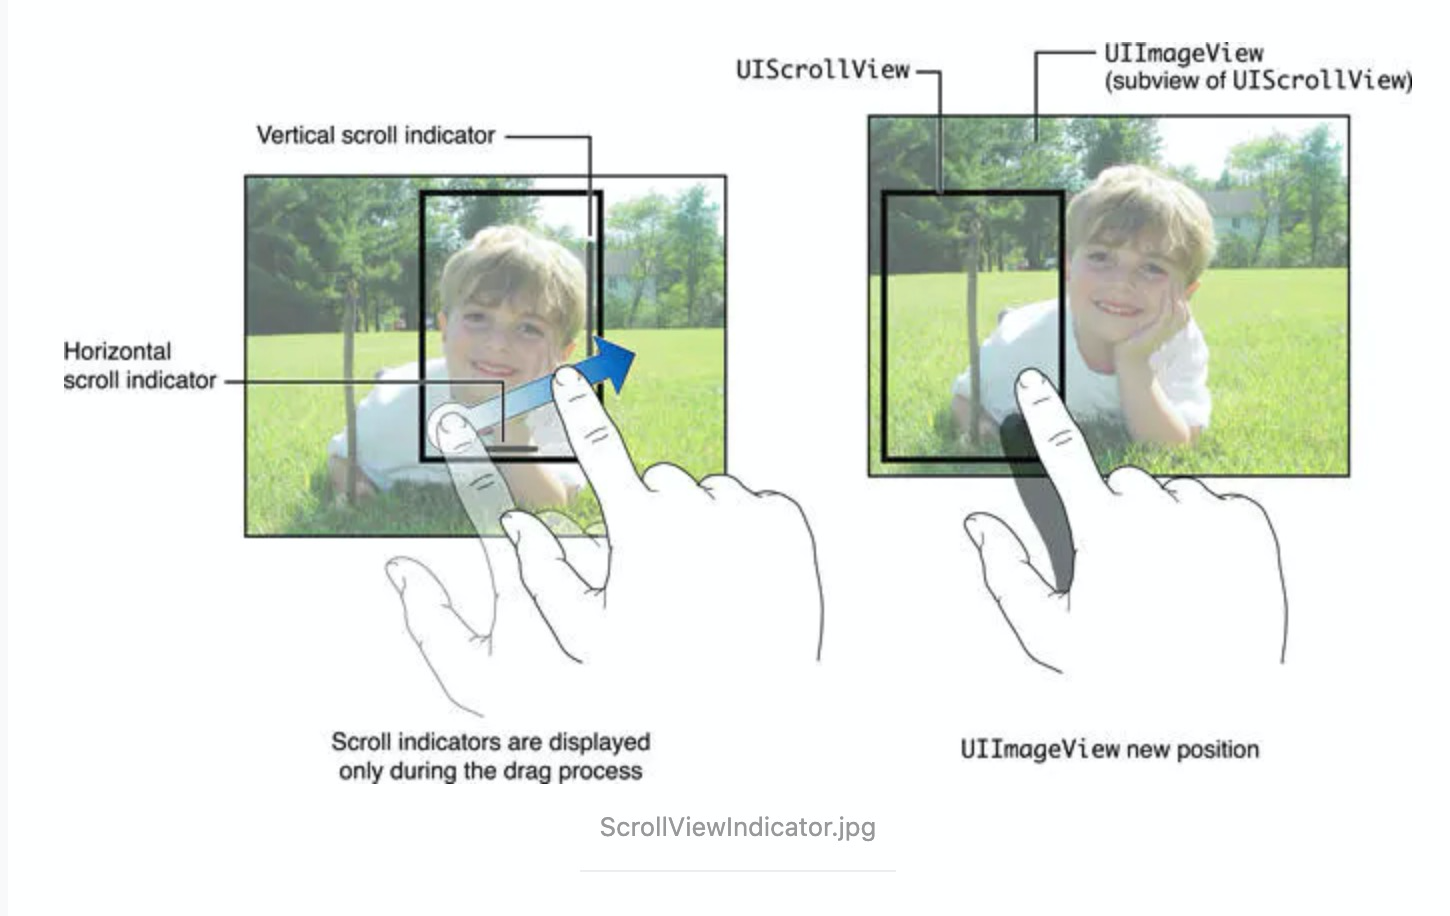 UIScrollView
UIImageView
(subview of UIScrollView)
Vertical scroll indicator
Horizontal
scroll indicator
Scroll indicators are displayed
only during the drag process
UIImageView new position
ScrollViewIndicator.jpg